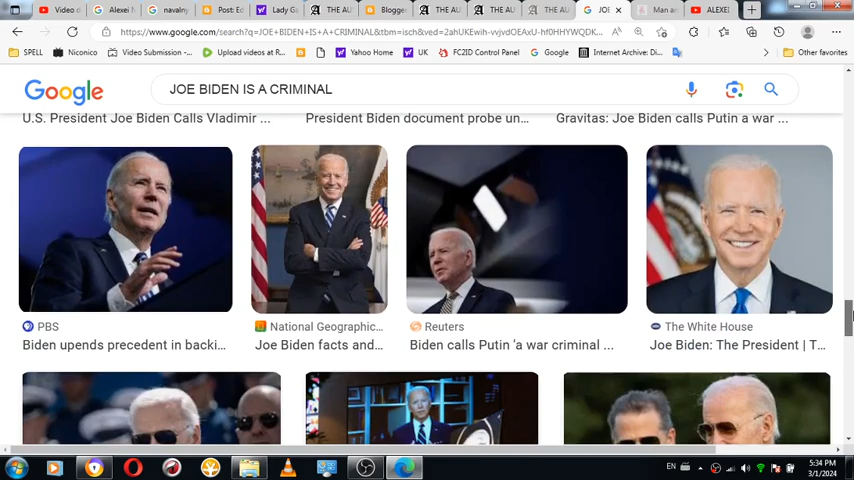 Video d
Alexei N
navalny
Post: Ed
Lady Ga
THE AU
Blogger
THE AU
THE AU
THE AU
JOE
Man ar
ALEXEI
https://www.google.com/search?q=JOE+BIDEN+IS+A+CRIMINAL&tbm=isch&ved=2ahUKEwih-vvjvdOEAxU-hf0HHYWQDK...
SPELL
Niconico
Video Submission -...
Upload videos at R...
Yahoo Home
UK
FC2ID Control Panel
Google
Internet Archive: Di...
Other favorites
Google
JOE BIDEN IS A CRIMINAL
U.S. President Joe Biden Calls Vladimir ...
President Biden document probe un...
Gravitas: Joe Biden calls Putin a war ...
PBS
National Geographic...
Reuters
The White House
Biden upends precedent in backi...
Joe Biden facts and...
Biden calls Putin 'a war criminal ...
Joe Biden: The President | T...
EN
5:34 PM
3/1/2024